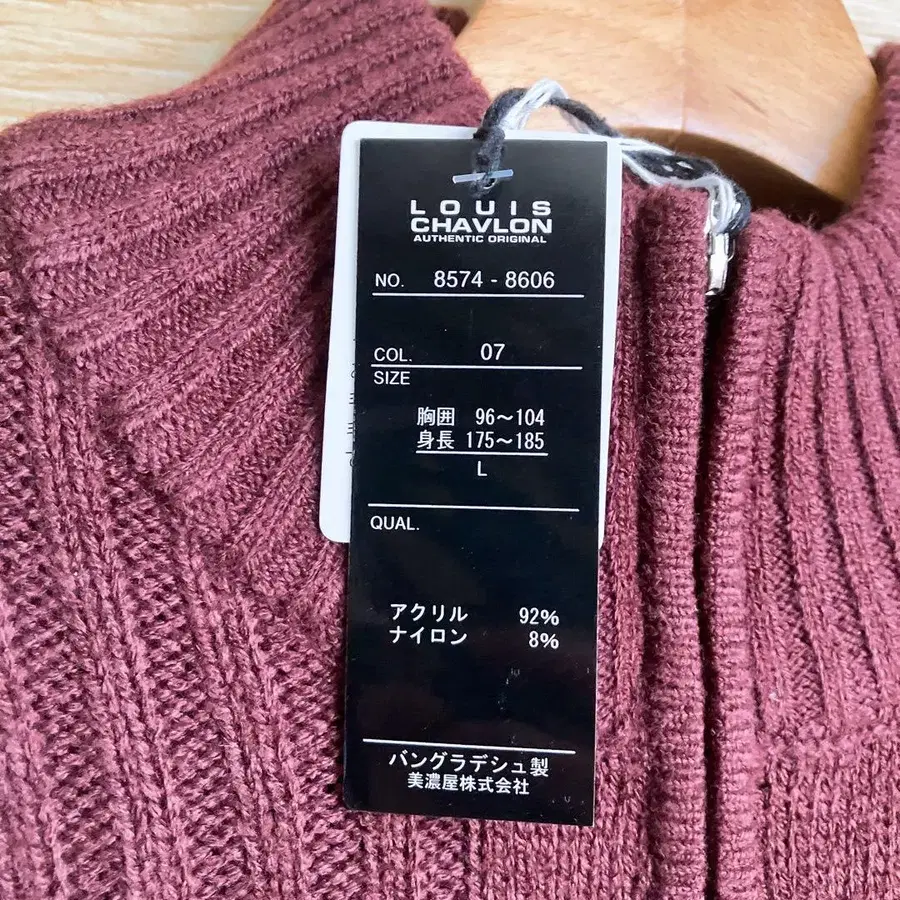 LOUIS
CHAVLON
AUTHENTIC ORIGINAL
NO. 8574 - 8606
COL. 07
SIZE
胸囲 96〜104
身長 175〜185
L
QUAL.
アクリル 92%
ナイロン 8%
バングラデシュ製
美濃屋株式会社